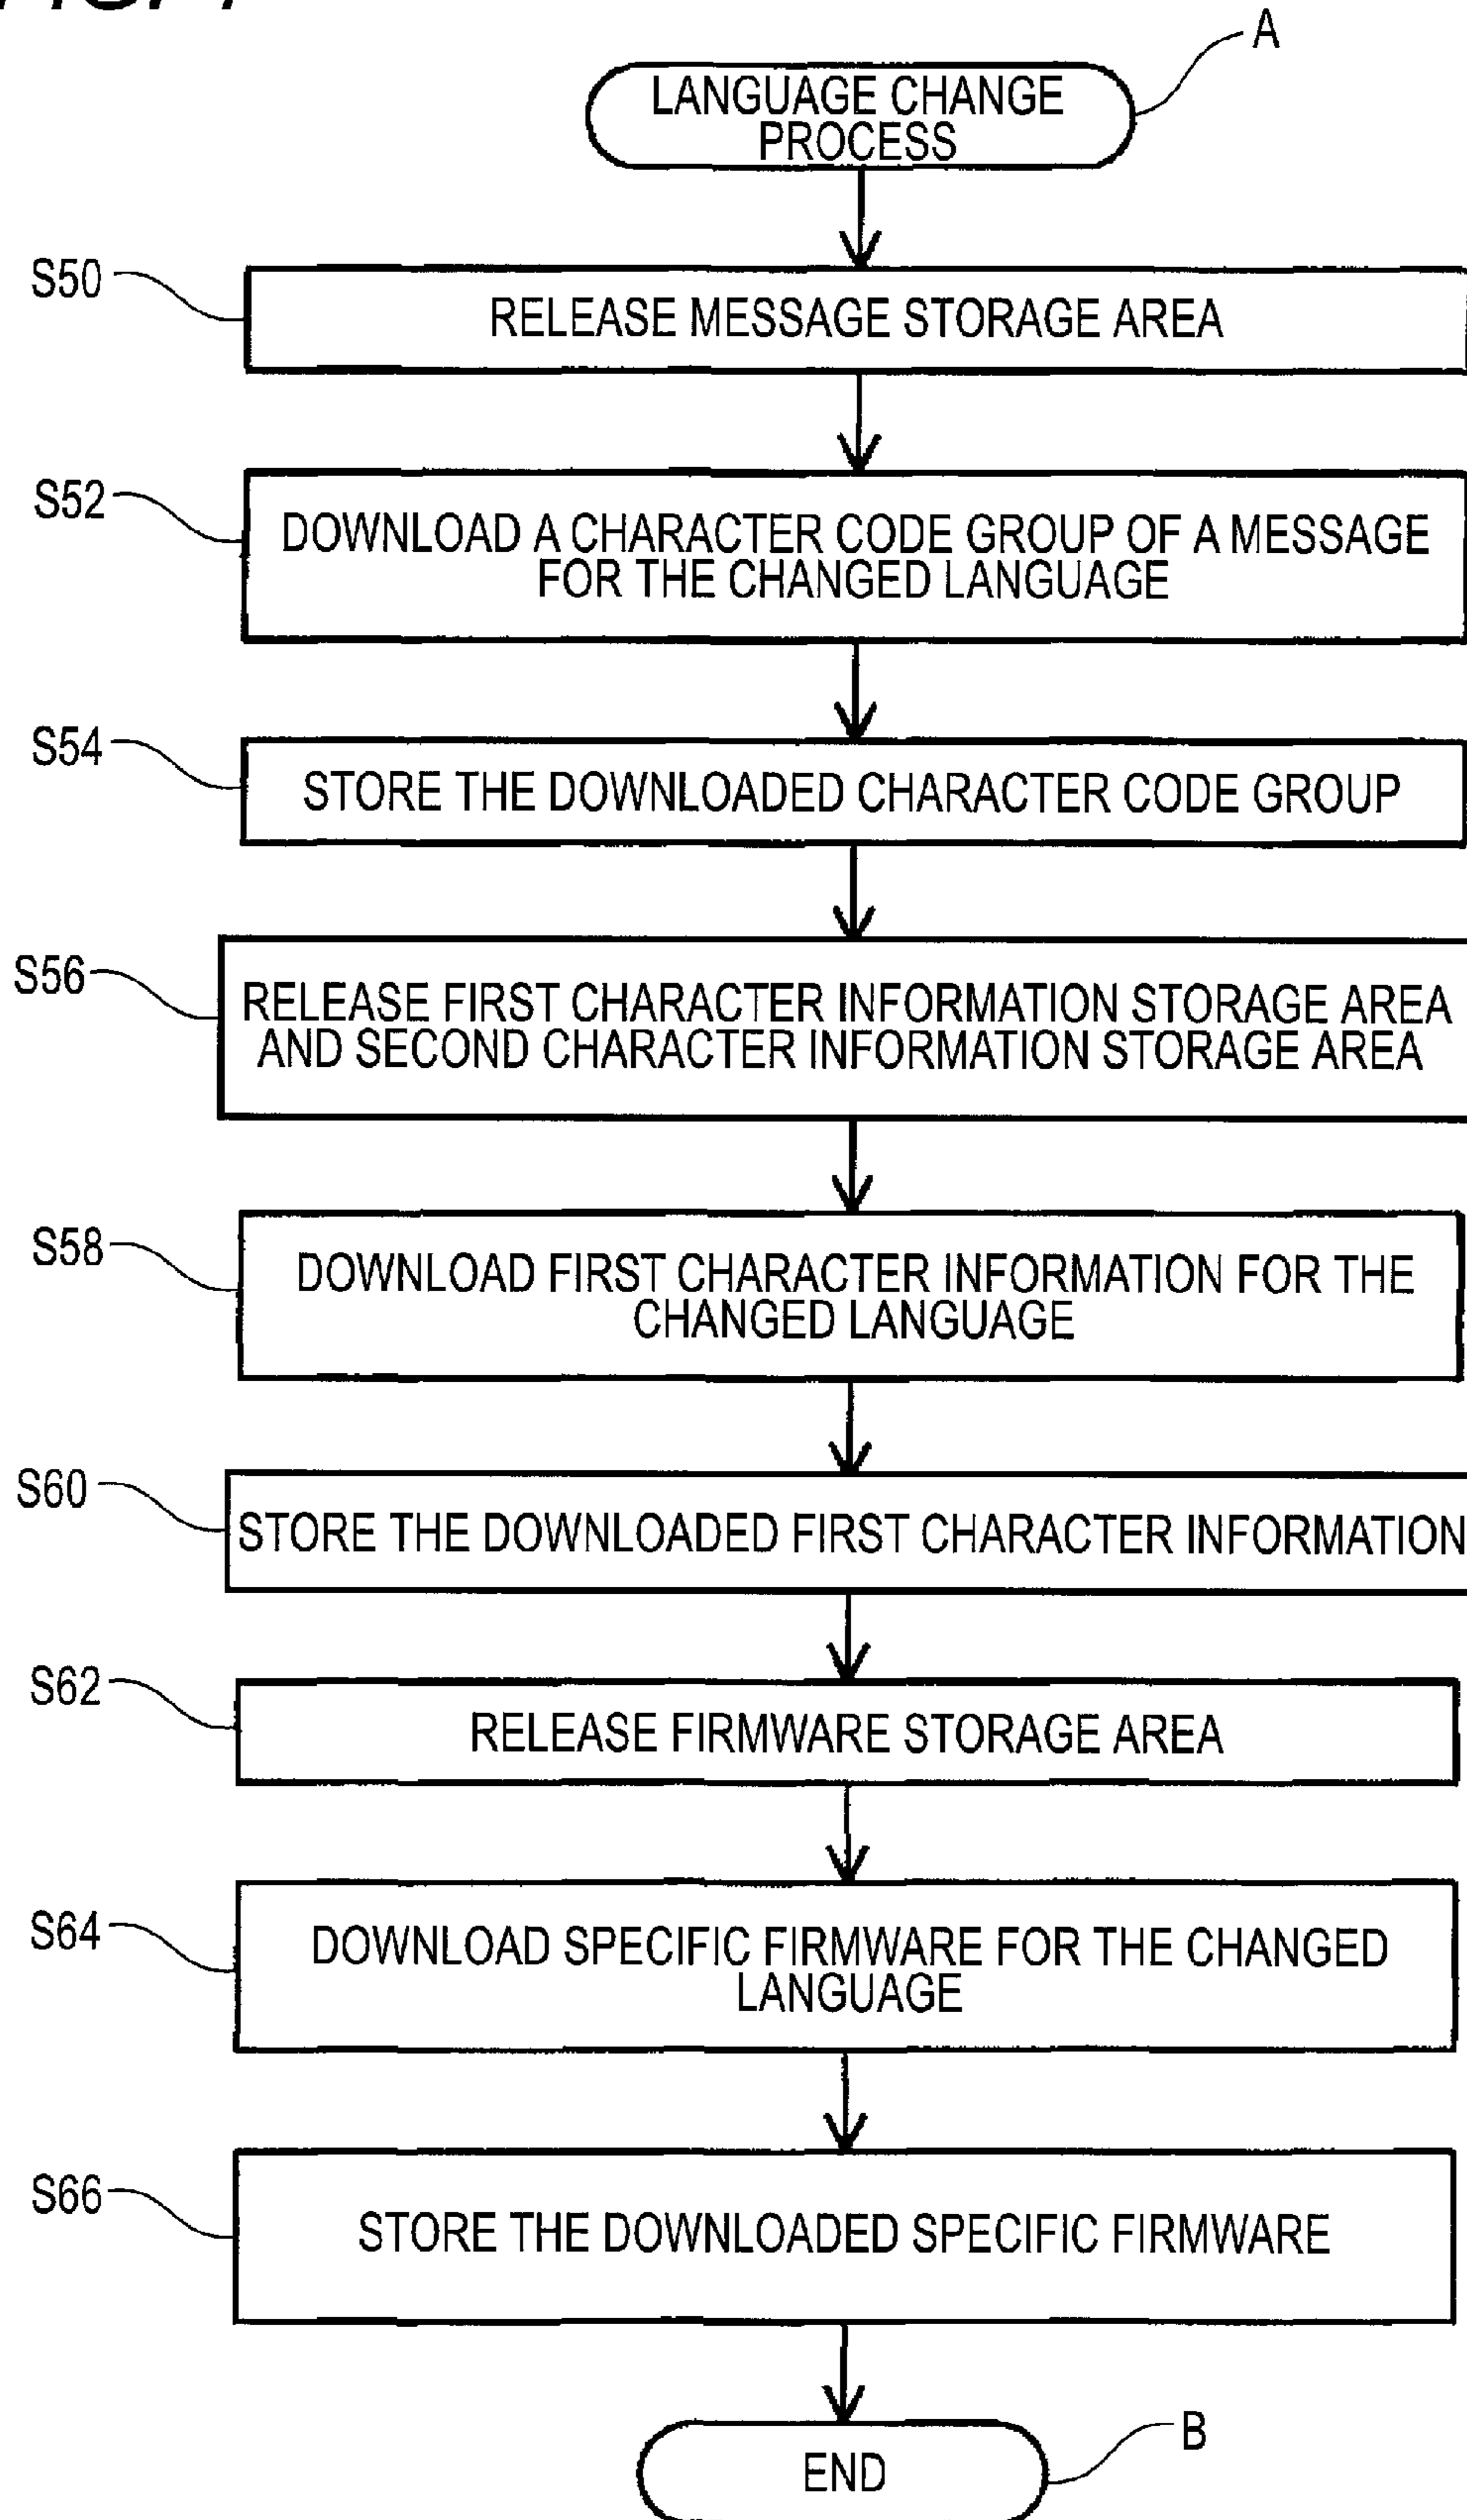 A
LANGUAGE CHANGE
PROCESS
S50
RELEASE MESSAGE STORAGE AREA
S52
DOWNLOAD A CHARACTER CODE GROUP OF A MESSAGE
FOR THE CHANGED LANGUAGE
S54
STORE THE DOWNLOADED CHARACTER CODE GROUP
S56
RELEASE FIRST CHARACTER INFORMATION STORAGE AREA
AND SECOND CHARACTER INFORMATION STORAGE AREA
S58
DOWNLOAD FIRST CHARACTER INFORMATION FOR THE
CHANGED LANGUAGE
S60
STORE THE DOWNLOADED FIRST CHARACTER INFORMATION
S62
RELEASE FIRMWARE STORAGE AREA
S64
DOWNLOAD SPECIFIC FIRMWARE FOR THE CHANGED
LANGUAGE
S66
STORE THE DOWNLOADED SPECIFIC FIRMWARE
B
END